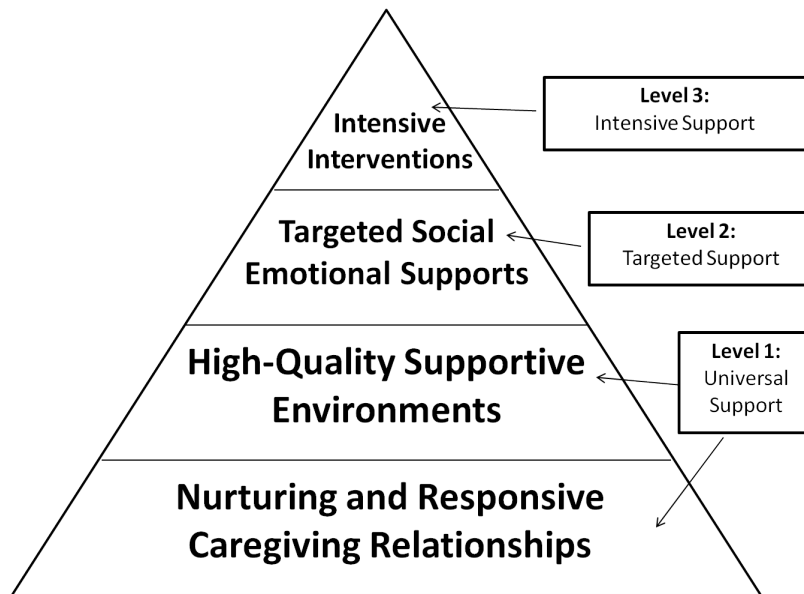 Intensive
Interventions
Level 3:
Intensive Support
Targeted Social
Emotional Supports
Level 2:
Targeted Support
High-Quality Supportive
Environments
Level 1:
Universal
Support
Nurturing and Responsive
Caregiving Relationships